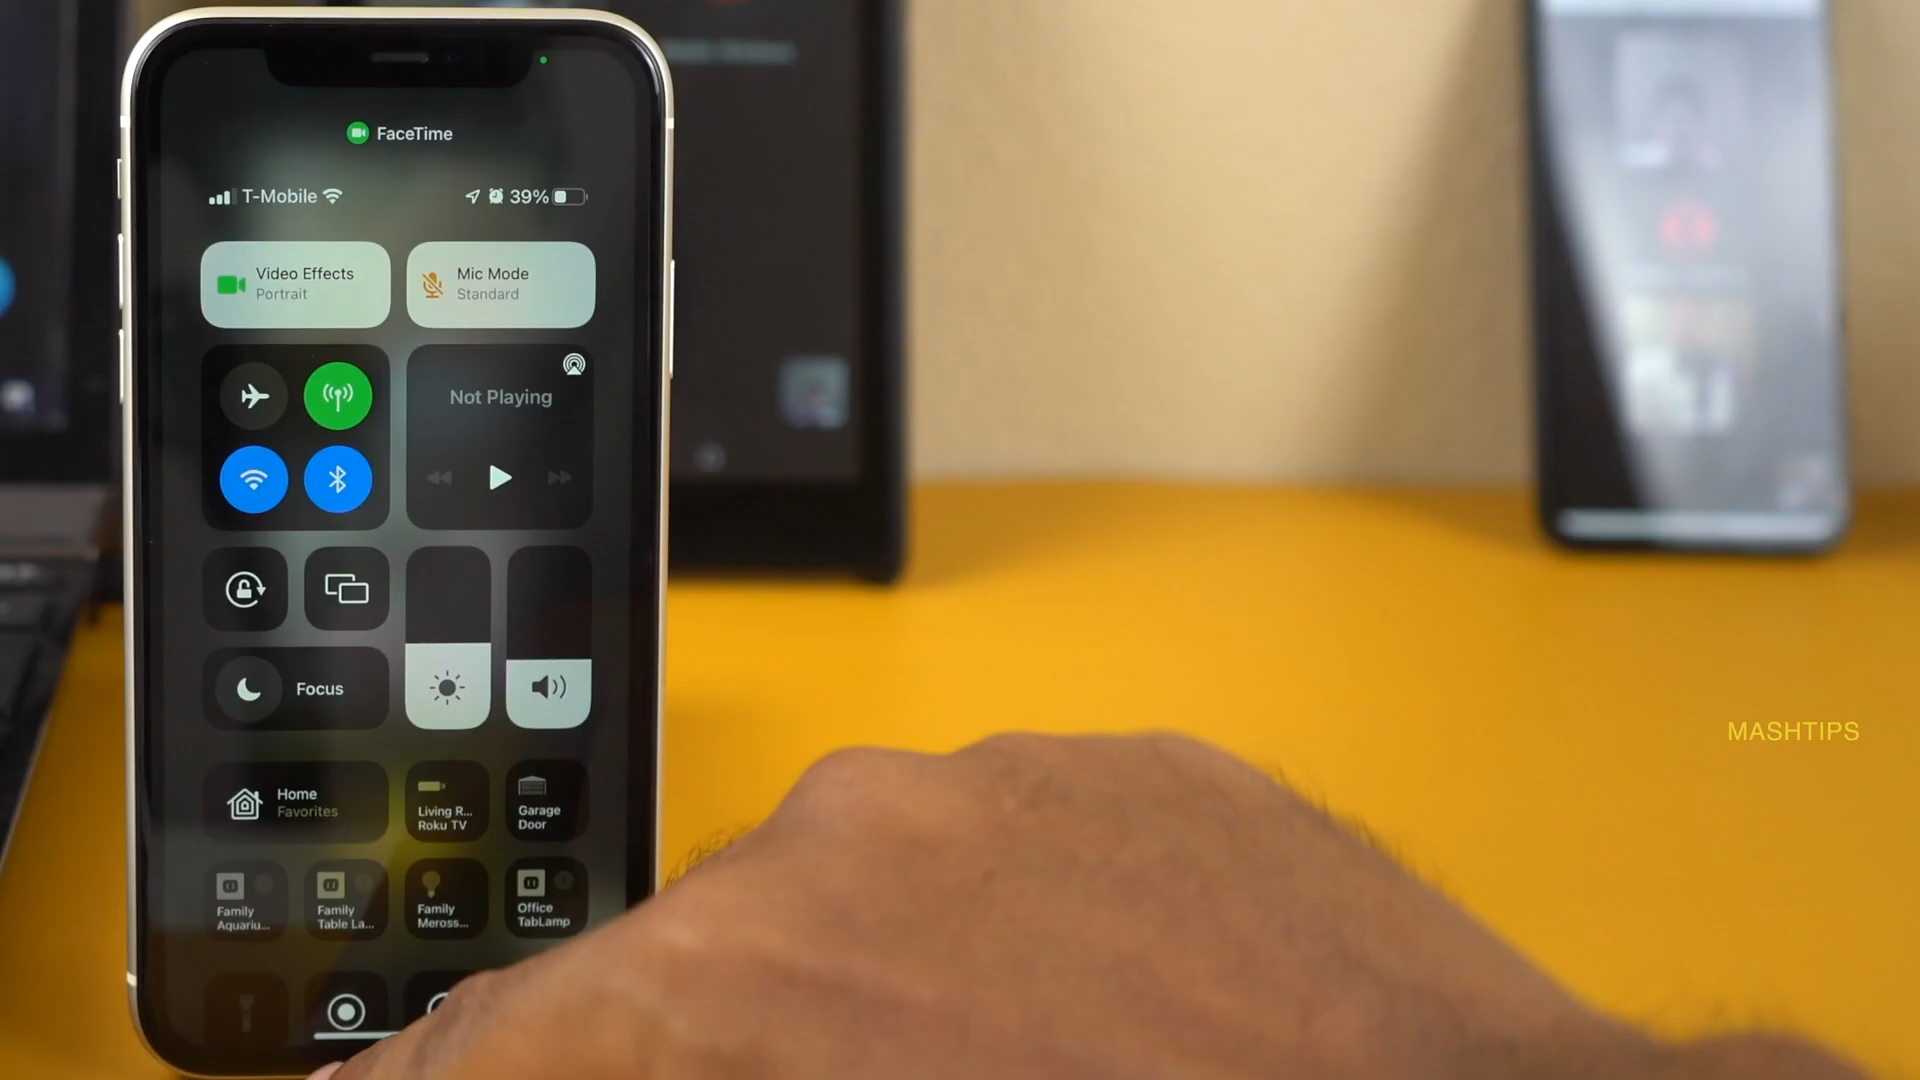 FaceTime
T-Mobile
39%
Video Effects
Portrait
Mic Mode
Standard
Not Playing
Focus
Home
Favorites
Living R...
Roku TV
Garage
Door
Family
Aquariu...
Family
Table La...
Family
Meross...
Office
TabLamp
MASHTIPS